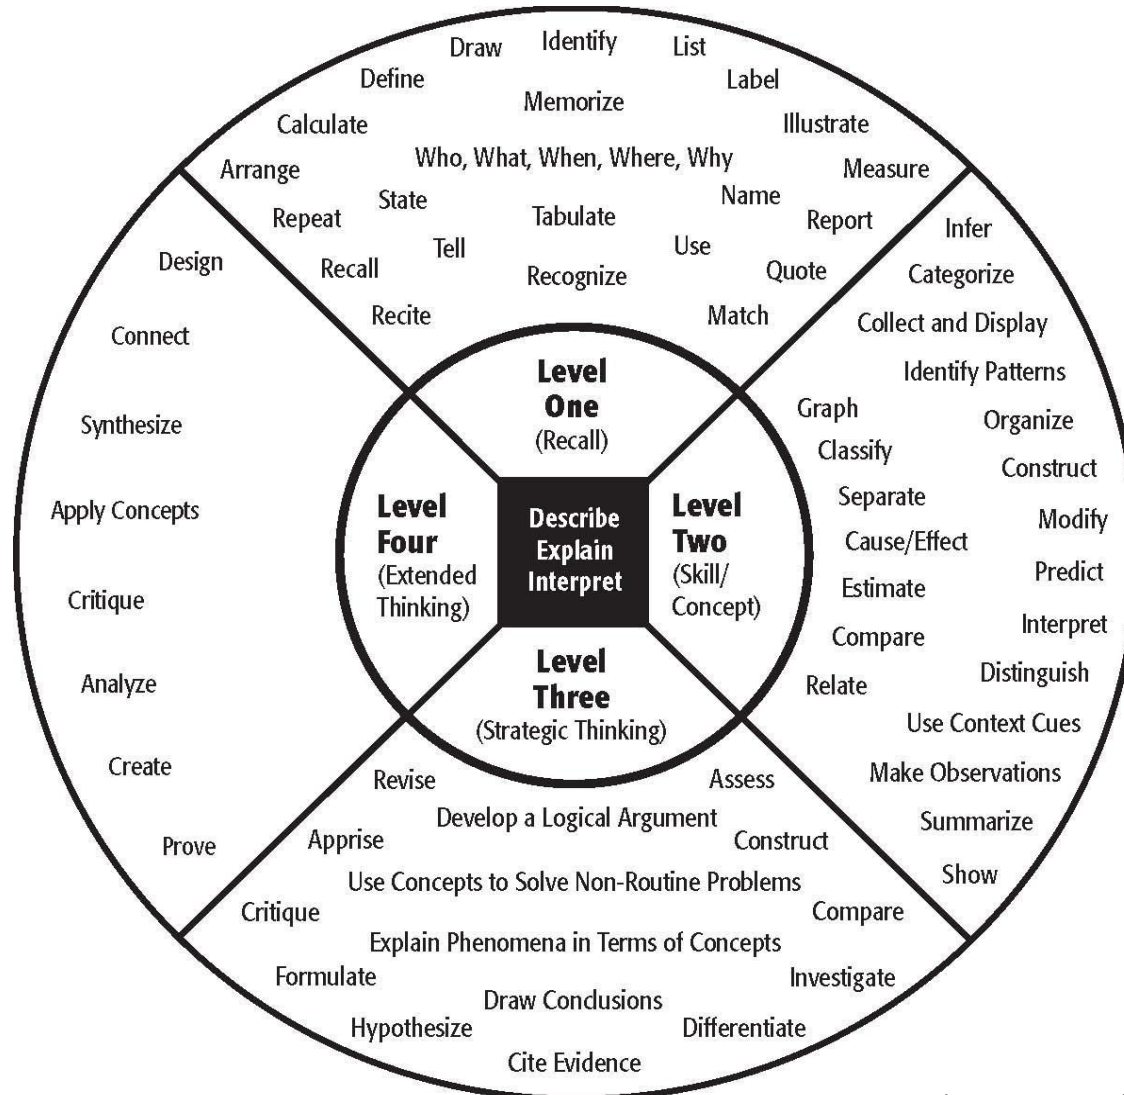 Draw
Identify
List
Define
Label
Memorize
Calculate
Illustrate
Who, What, When, Where, Why
Arrange
Measure
State
Name
Repeat
Tabulate
Report
Tell
Use
Recall
Recognize
Quote
Recite
Match
Level
One
(Recall)
Infer
Categorize
Collect and Display
Identify Patterns
Graph
Organize
Classify
Construct
Separate
Modify
Cause/Effect
Predict
Estimate
Interpret
Compare
Distinguish
Relate
Use Context Cues
Make Observations
Summarize
Show
Level
Two
(Skill/
Concept)
Describe
Explain
Interpret
Level
Four
(Extended
Thinking)
Design
Connect
Synthesize
Apply Concepts
Critique
Analyze
Create
Prove
Level
Three
(Strategic Thinking)
Revise
Assess
Develop a Logical Argument
Apprise
Construct
Use Concepts to Solve Non-Routine Problems
Critique
Compare
Explain Phenomena in Terms of Concepts
Formulate
Investigate
Draw Conclusions
Hypothesize
Differentiate
Cite Evidence